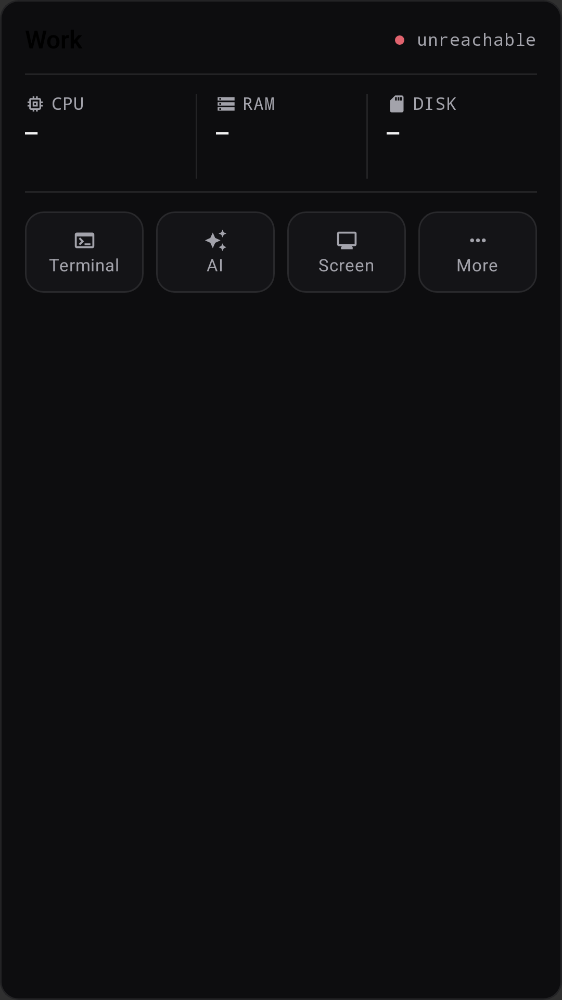 Work
unreachable
CPU
RAM
DISK
–
–
–
Terminal
AI
Screen
More